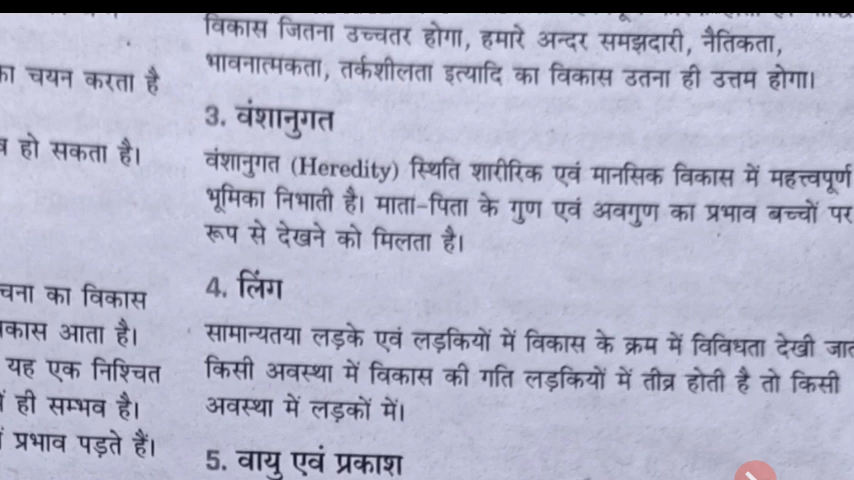 का चयन करता है
हो सकता है।
चना का विकास
कास आता है।
यह एक निश्चित
ही सम्भव है।
प्रभाव पड़ते हैं।
विकास जितना उच्चतर होगा, हमारे अन्दर समझदारी, नैतिकता,
भावनात्मकता, तर्कशीलता इत्यादि का विकास उतना ही उत्तम होगा।
3. वंशानुगत
वंशानुगत (Heredity) स्थिति शारीरिक एवं मानसिक विकास में महत्त्वपूर्ण
भूमिका निभाती है। माता-पिता के गुण एवं अवगुण का प्रभाव बच्चों पर
रूप से देखने को मिलता है।
4. लिंग
सामान्यतया लड़के एवं लड़कियों में विकास के क्रम में विविधता देखी जात
किसी अवस्था में विकास की गति लड़कियों में तीव्र होती है तो किसी
अवस्था में लड़कों में।
5. वायु एवं प्रकाश